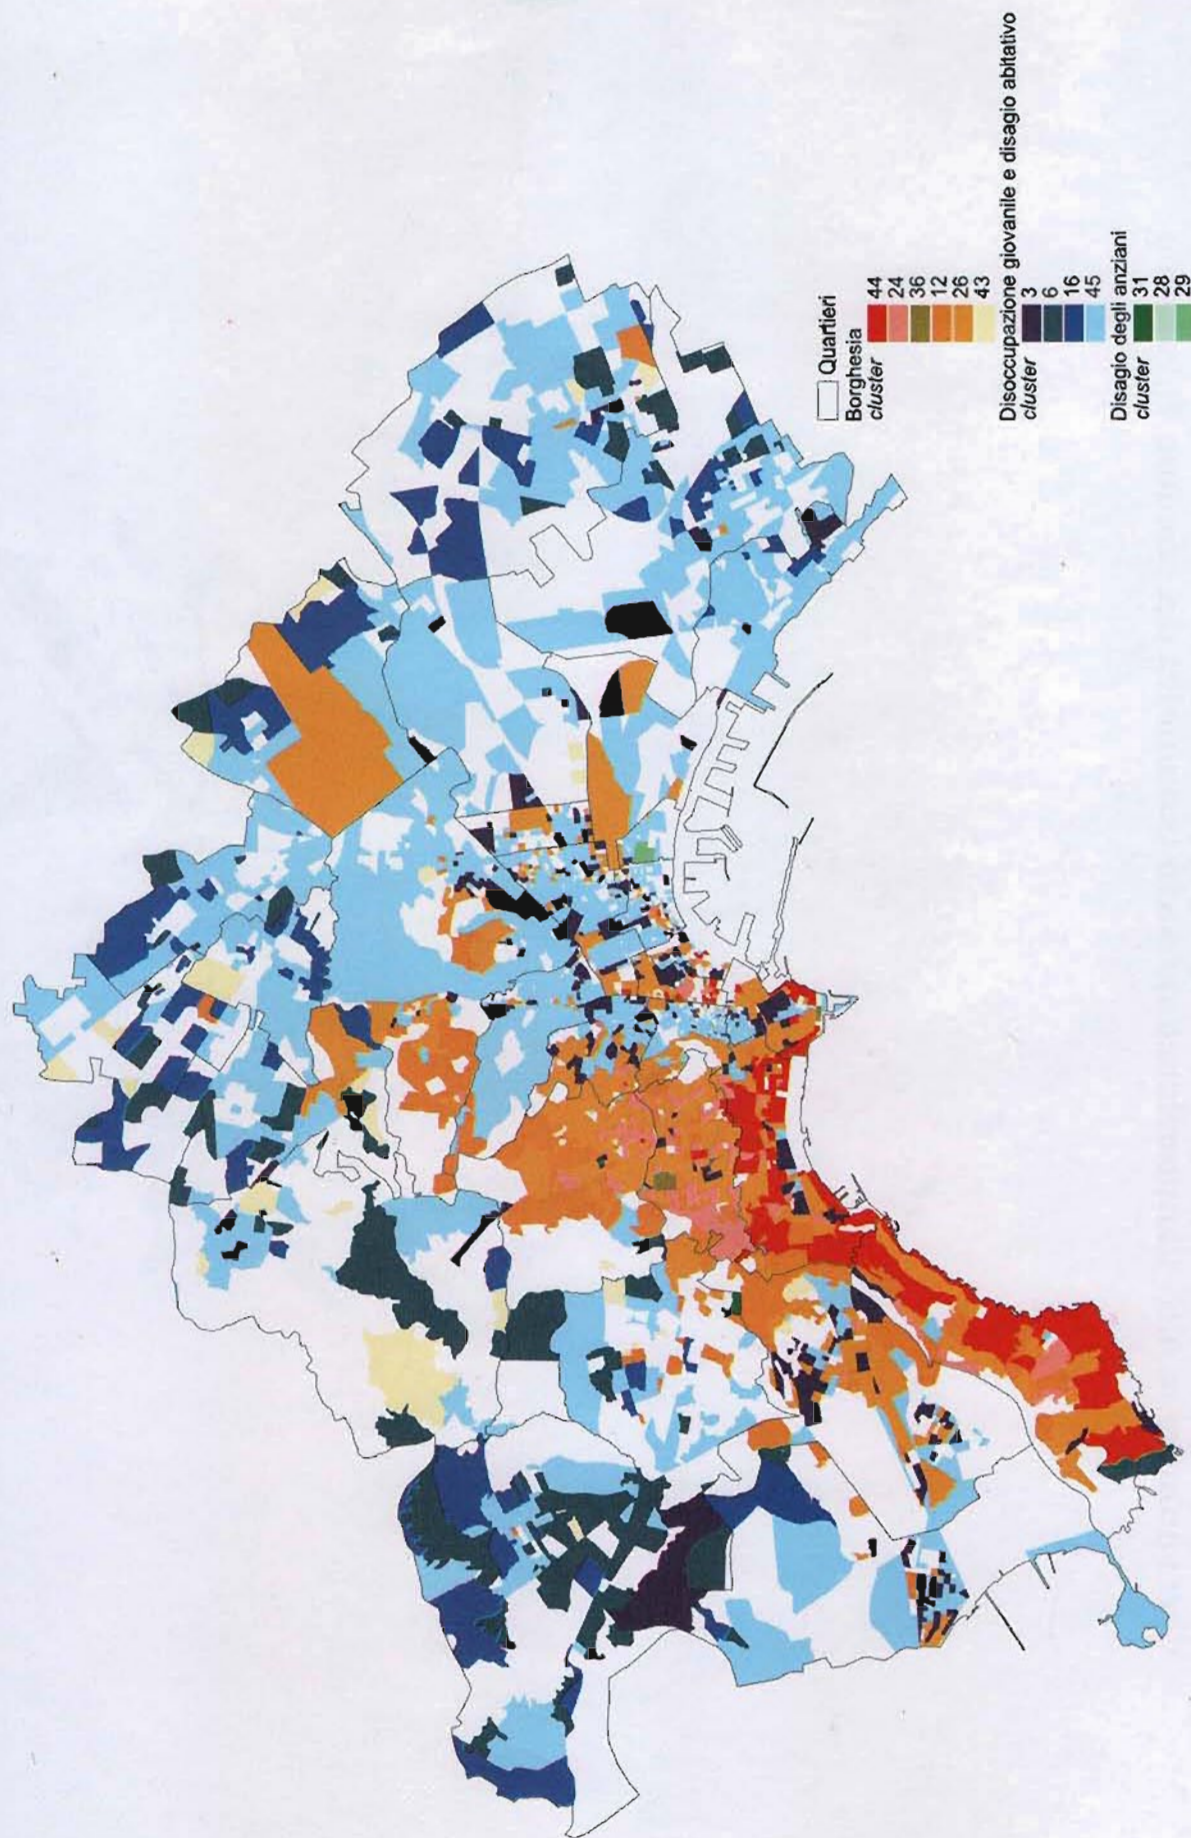 Quartieri
Borghesia
cluster
44
24
36
12
26
43
Disoccupazione giovanile e disagio abitativo
cluster
3
6
16
45
Disagio degli anziani
cluster
31
28
29